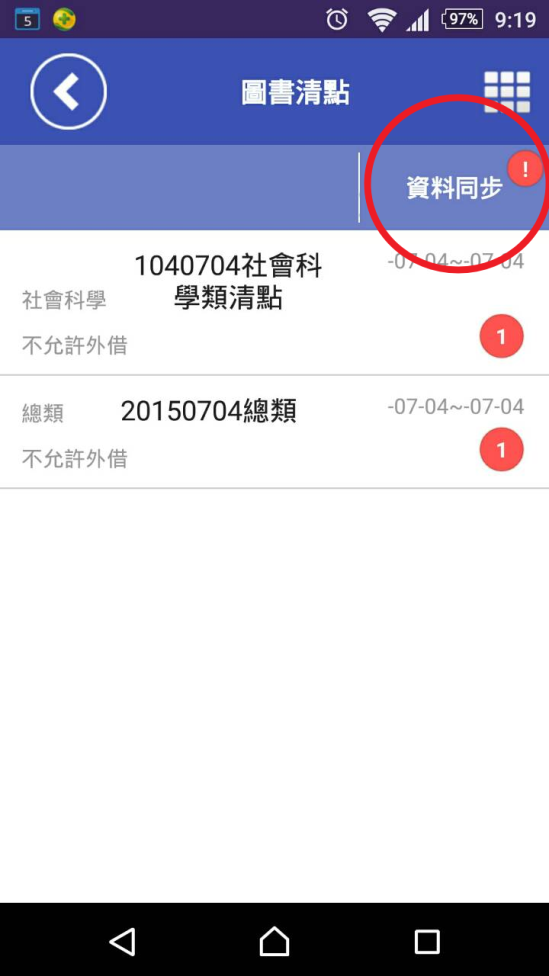 5
97% 9:19
圖書清點
資料同步 !
1040704社會科
學類清點
-07-04~-07-04
社會科學
不允許外借
1
總類
20150704總類
-07-04~-07-04
不允許外借
1